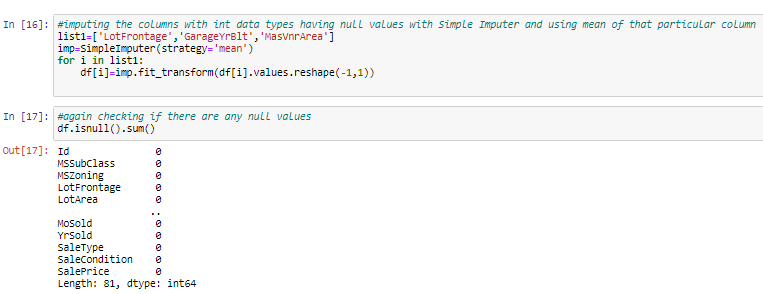 In [16]: #imputing the columns with int data types having null values with Simple Imputer and using mean of that particular column
list1=['LotFrontage','GarageYrBlt','MasVnrArea']
imp=SimpleImputer(strategy='mean')
for i in list1:
    df[i]=imp.fit_transform(df[i].values.reshape(-1,1))
In [17]: #again checking if there are any null values
df.isnull().sum()
Out[17]: Id 0
MSSubClass 0
MSZoning 0
LotFrontage 0
LotArea 0
..
MoSold 0
YrSold 0
SaleType 0
SaleCondition 0
SalePrice 0
Length: 81, dtype: int64